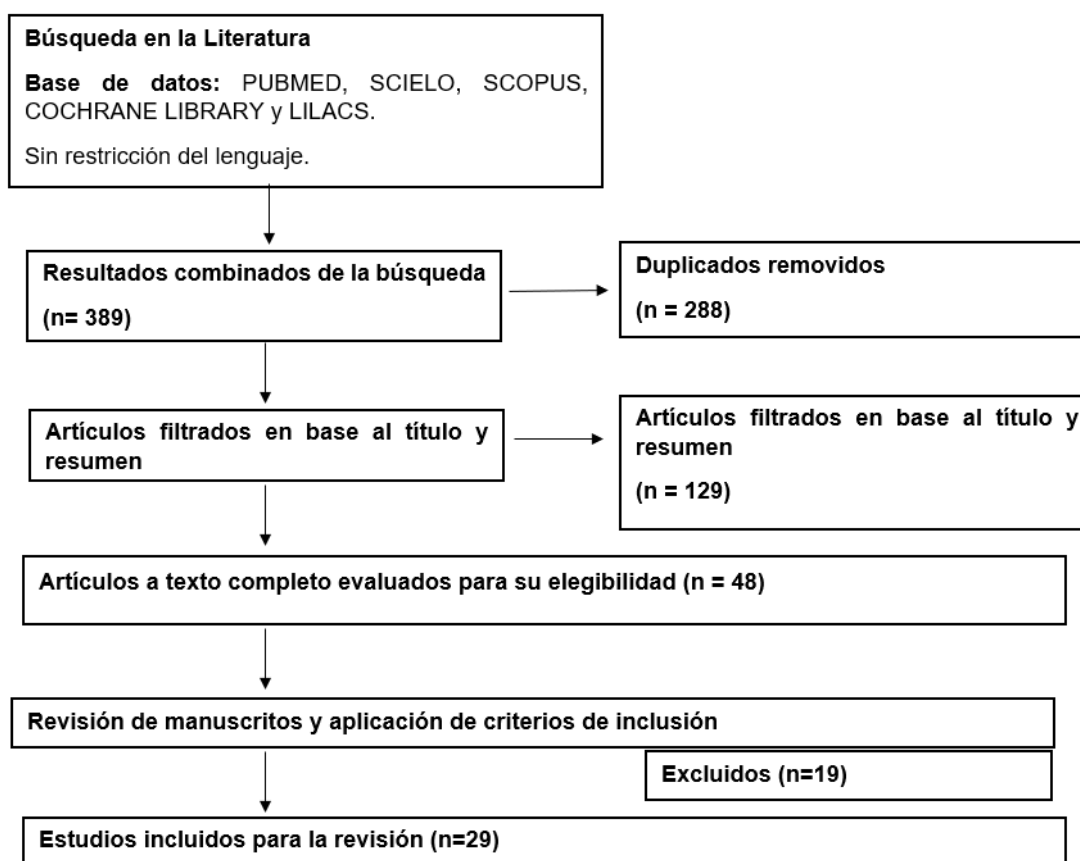 Búsqueda en la Literatura
Base de datos: PUBMED, SCIELO, SCOPUS,
COCHRANE LIBRARY y LILACS.
Sin restricción del lenguaje.
Resultados combinados de la búsqueda
(n= 389)
Duplicados removidos
(n = 288)
Artículos filtrados en base al título y
resumen
Artículos filtrados en base al título y
resumen
(n = 129)
Artículos a texto completo evaluados para su elegibilidad (n = 48)
Revisión de manuscritos y aplicación de criterios de inclusión
Excluidos (n=19)
Estudios incluidos para la revisión (n=29)